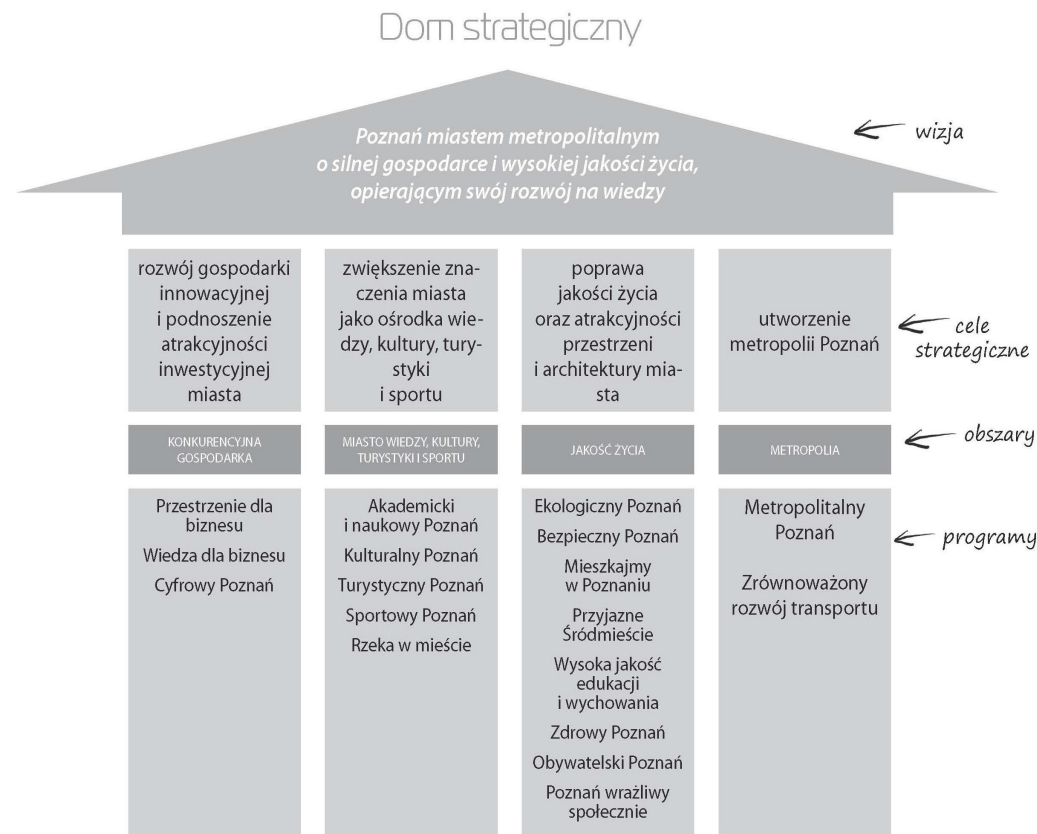 Dom strategiczny
Poznań miastem metropolitalnym
o silnej gospodarce i wysokiej jakości życia,
opierającym swój rozwój na wiedzy
wizja
rozwój gospodarki
innowacyjnej
i podnoszenie
atrakcyjności
inwestycyjnej
miasta
zwiększenie zna-
czenia miasta
jako ośrodka wie-
dzy, kultury, tury-
styki
i sportu
poprawa
jakości życia
oraz atrakcyjności
przestrzeni
i architektury mia-
sta
utworzenie
metropolii Poznań
cele
strategiczne
KONKURENCYJNA
GOSPODARKA
MIASTO WIEDZY, KULTURY,
TURYSTYKI I SPORTU
JAKOŚĆ ŻYCIA
METROPOLIA
obszary
Przestrzenie dla
biznesu
Wiedza dla biznesu
Cyfrowy Poznań
Akademicki
i naukowy Poznań
Kulturalny Poznań
Turystyczny Poznań
Sportowy Poznań
Rzeka w mieście
Ekologiczny Poznań
Bezpieczny Poznań
Mieszkajmy
w Poznaniu
Przyjazne
Śródmieście
Wysoka jakość
edukacji
i wychowania
Zdrowy Poznań
Obywatelski Poznań
Poznań wrażliwy
społecznie
Metropolitalny
Poznań
Zrównoważony
rozwój transportu
programy